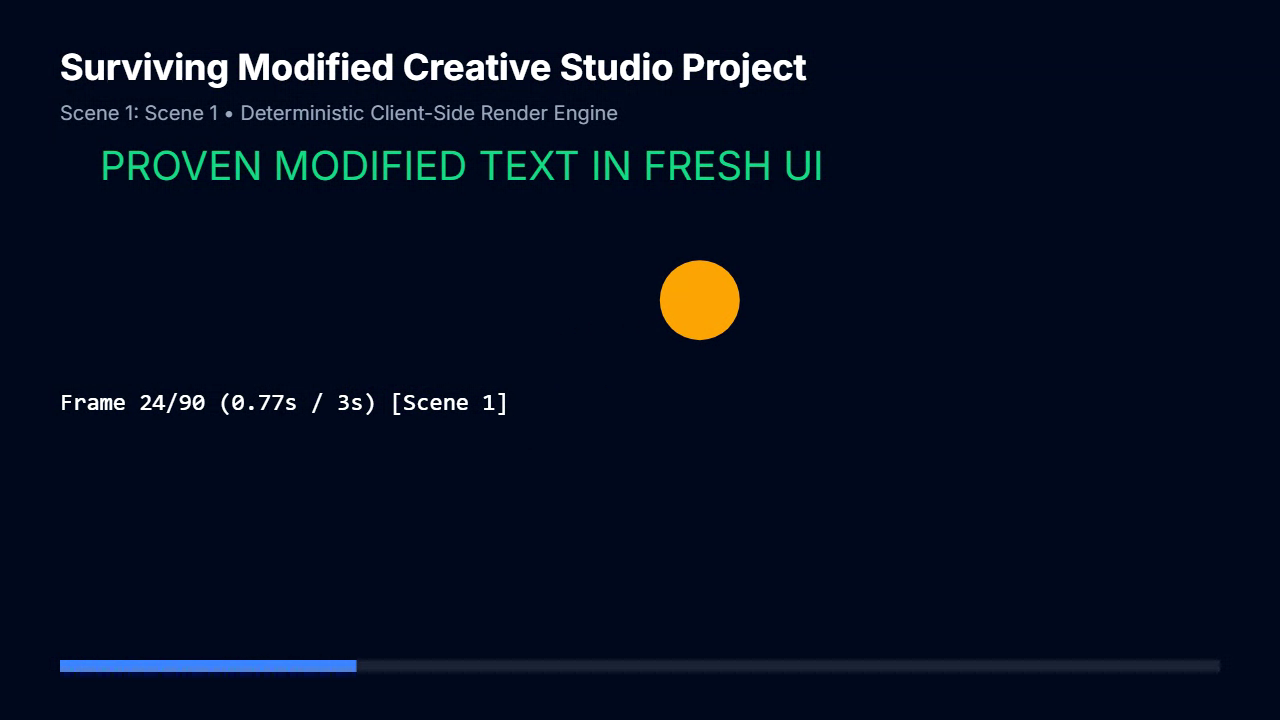 Surviving Modified Creative Studio Project
Scene 1: Scene 1 • Deterministic Client-Side Render Engine
PROVEN MODIFIED TEXT IN FRESH UI
Frame 24/90 (0.77s / 3s) [Scene 1]